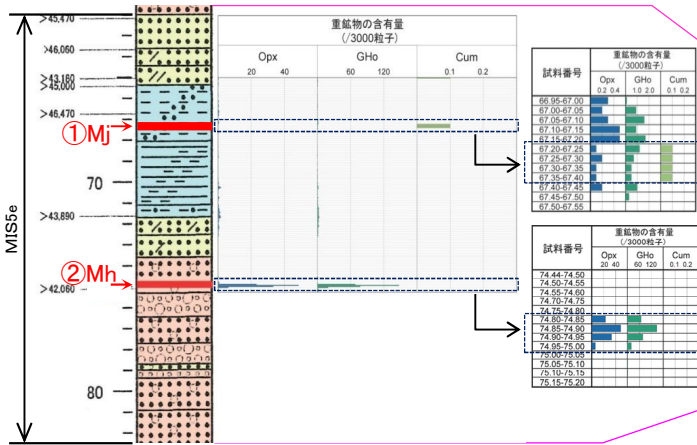 MIS5e
>45,470
>46,060
>43,160
>45,000
>46,470
①Mj
70
>43,890
②Mh
>42,060
80
重鉱物の含有量
(/3000粒子)
Opx
GHo
Cum
20 40
60 120
0.1 0.2
試料番号
重鉱物の含有量
(/3000粒子)
Opx
GHo
Cum
0.2 0.4
1.0 2.0
0.1 0.2
66.95-67.00
67.00-67.05
67.05-67.10
67.10-67.15
67.15-67.20
67.20-67.25
67.25-67.30
67.30-67.35
67.35-67.40
67.40-67.45
67.45-67.50
67.50-67.55
試料番号
重鉱物の含有量
(/3000粒子)
Opx
GHo
Cum
20 40
60 120
0.1 0.2
74.44-74.50
74.50-74.55
74.55-74.60
74.70-74.75
74.75-74.80
74.80-74.85
74.85-74.90
74.90-74.95
74.95-75.00
75.00-75.05
75.05-75.10
75.10-75.15
75.15-75.20